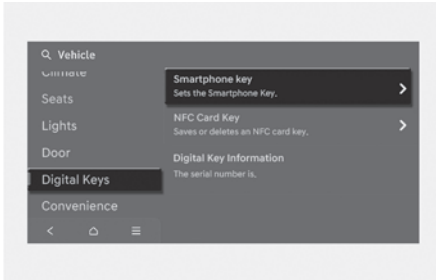 Vehicle
Climate
Seats
Lights
Door
Digital Keys
Convenience
Smartphone key
Sets the Smartphone Key.
NFC Card Key
Saves or deletes an NFC card key.
Digital Key Information
The serial number is.